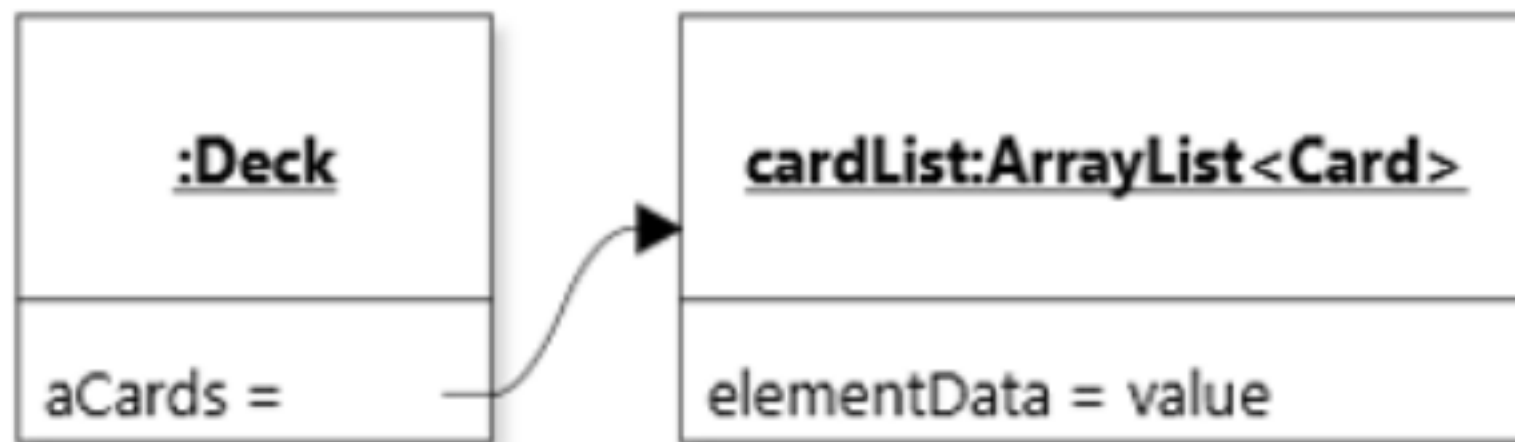 :Deck
aCards =
cardList:ArrayList<Card>
elementData = value